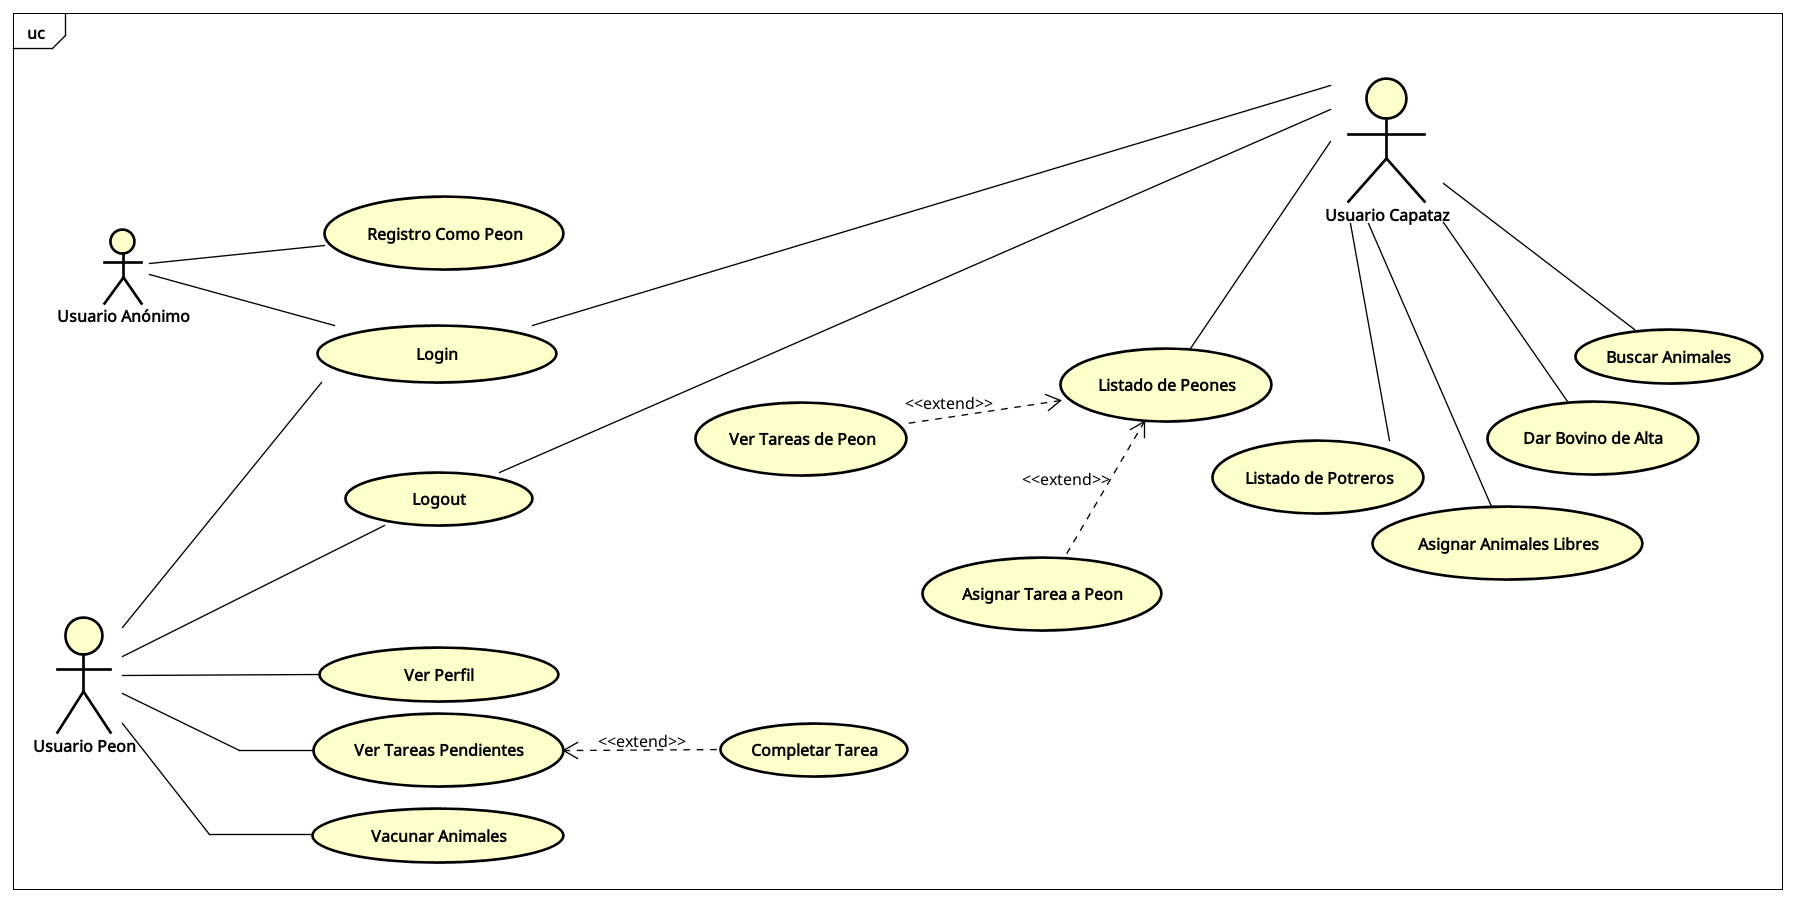 uc
Usuario Capataz
Registro Como Peon
Usuario Anónimo
Login
Buscar Animales
Listado de Peones
<<extend>>
Ver Tareas de Peon
Dar Bovino de Alta
Listado de Potreros
<<extend>>
Logout
Asignar Animales Libres
Asignar Tarea a Peon
Ver Perfil
Usuario Peon
Ver Tareas Pendientes
<<extend>>
Completar Tarea
Vacunar Animales